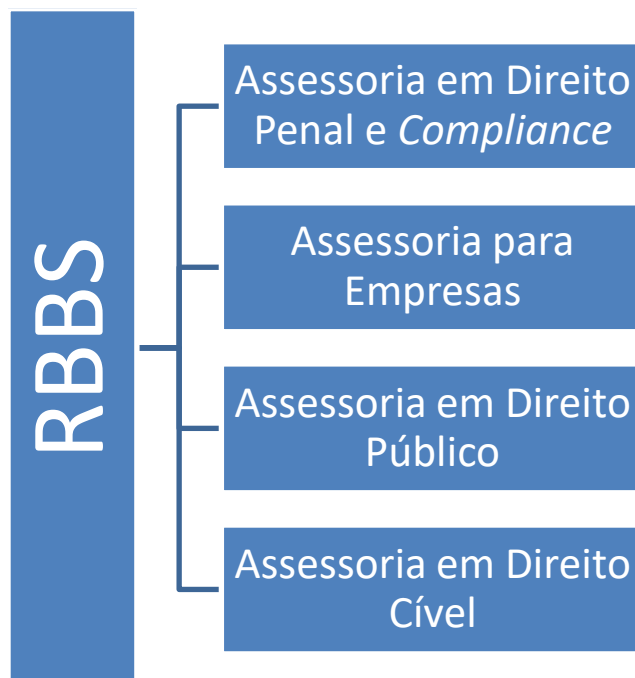 RBBS
Assessoria em Direito
Penal e Compliance
Assessoria para
Empresas
Assessoria em Direito
Público
Assessoria em Direito
Cível